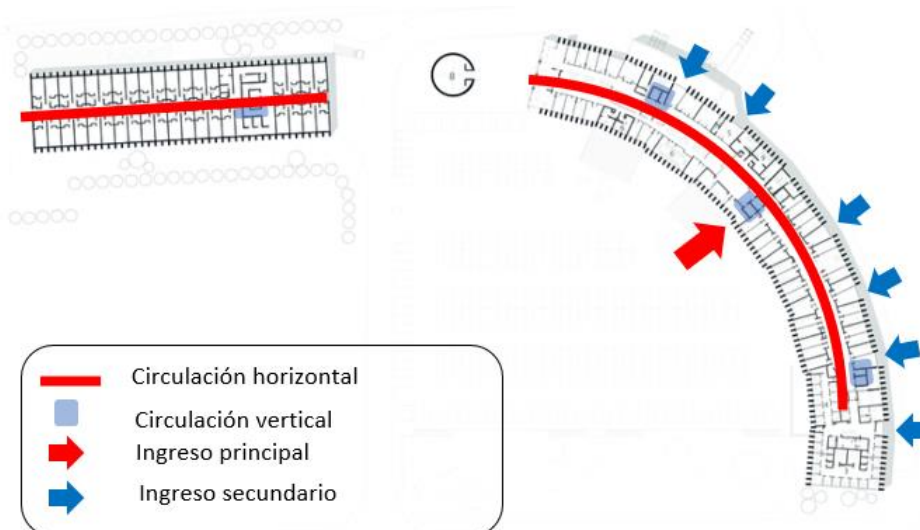 Circulación horizontal
Circulación vertical
Ingreso principal
Ingreso secundario